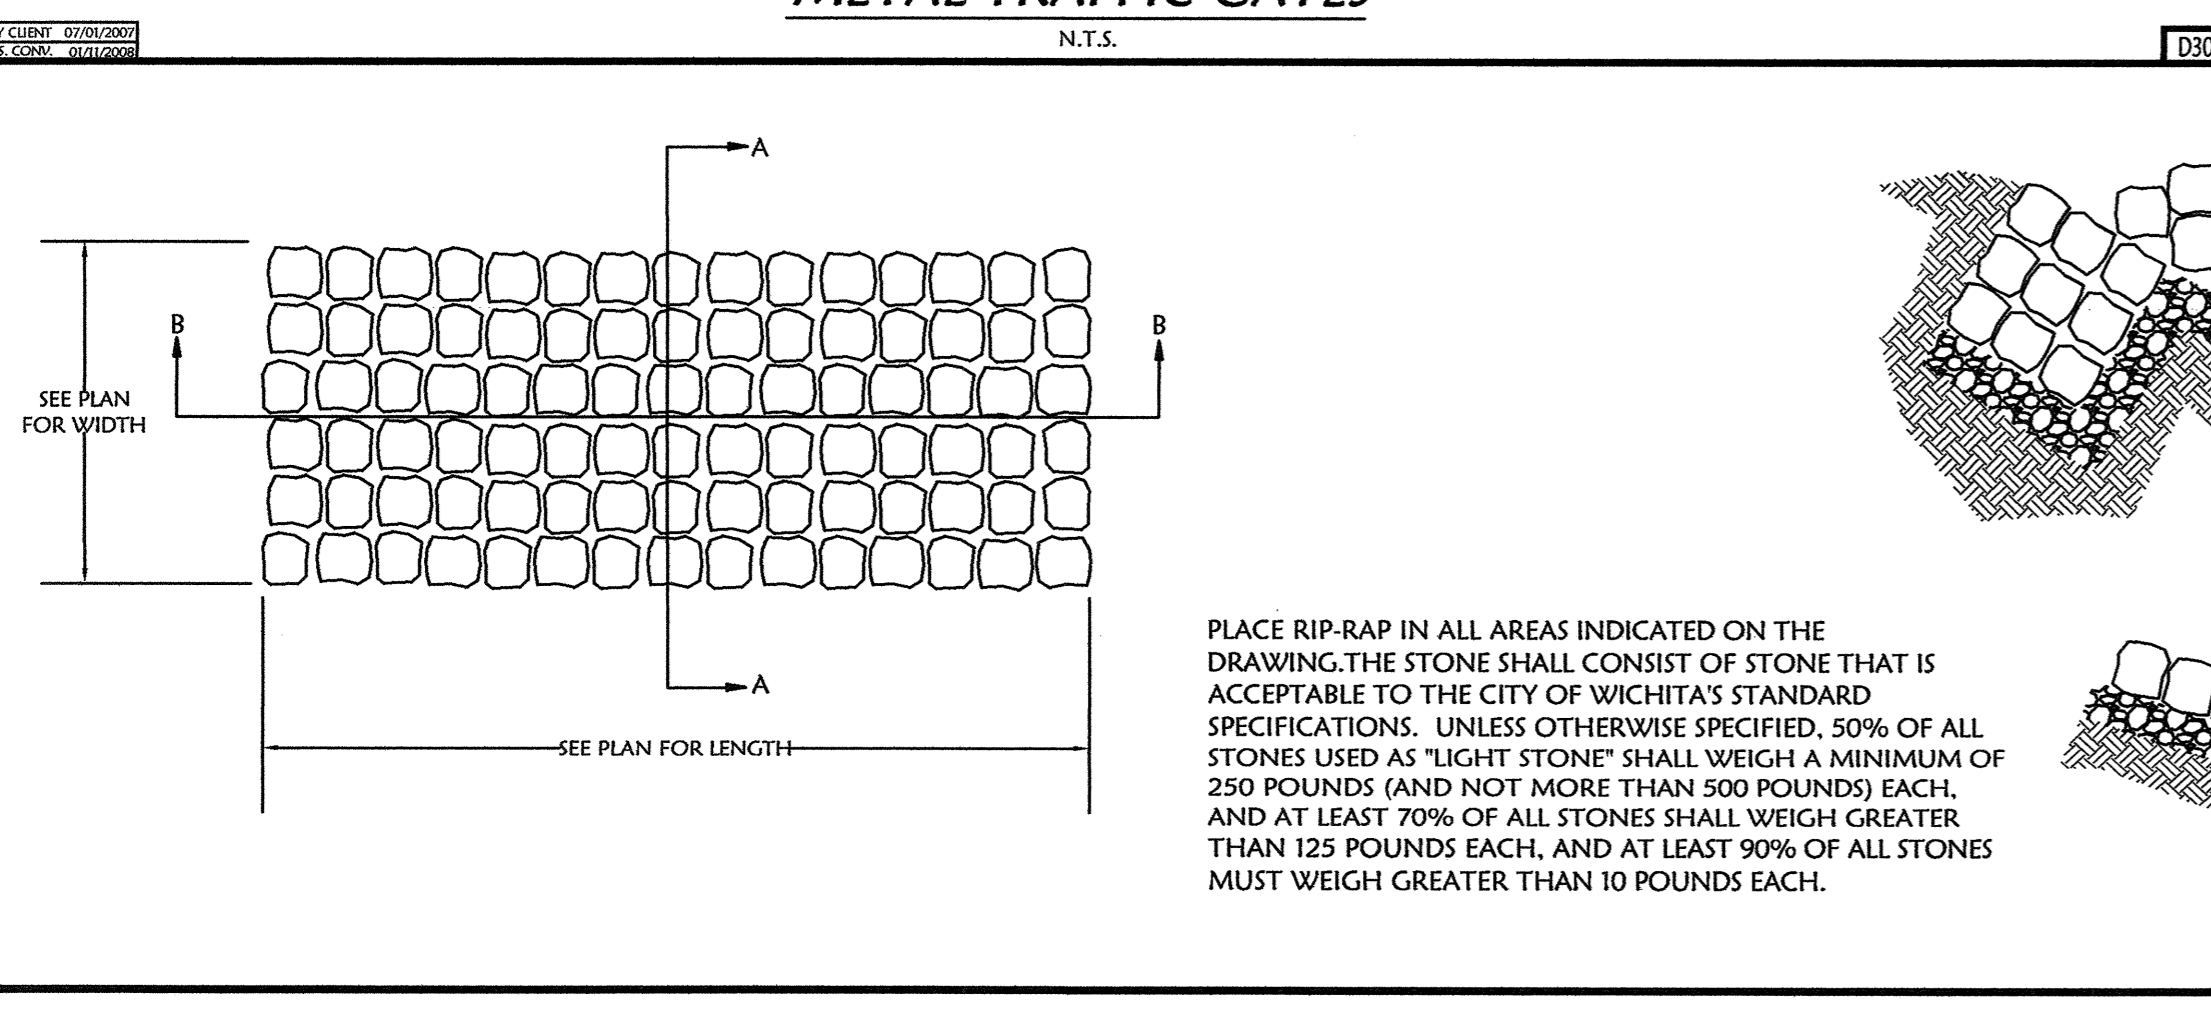 METAL TRAFFIC GATES
N.T.S.
Y CLIENT 07/01/2007
S. CONV. 01/11/2008
D30
A
B
B
SEE PLAN
FOR WIDTH
A
SEE PLAN FOR LENGTH
PLACE RIP-RAP IN ALL AREAS INDICATED ON THE
DRAWING.THE STONE SHALL CONSIST OF STONE THAT IS
ACCEPTABLE TO THE CITY OF WICHITA'S STANDARD
SPECIFICATIONS. UNLESS OTHERWISE SPECIFIED, 50% OF ALL
STONES USED AS "LIGHT STONE" SHALL WEIGH A MINIMUM OF
250 POUNDS (AND NOT MORE THAN 500 POUNDS) EACH,
AND AT LEAST 70% OF ALL STONES SHALL WEIGH GREATER
THAN 125 POUNDS EACH, AND AT LEAST 90% OF ALL STONES
MUST WEIGH GREATER THAN 10 POUNDS EACH.